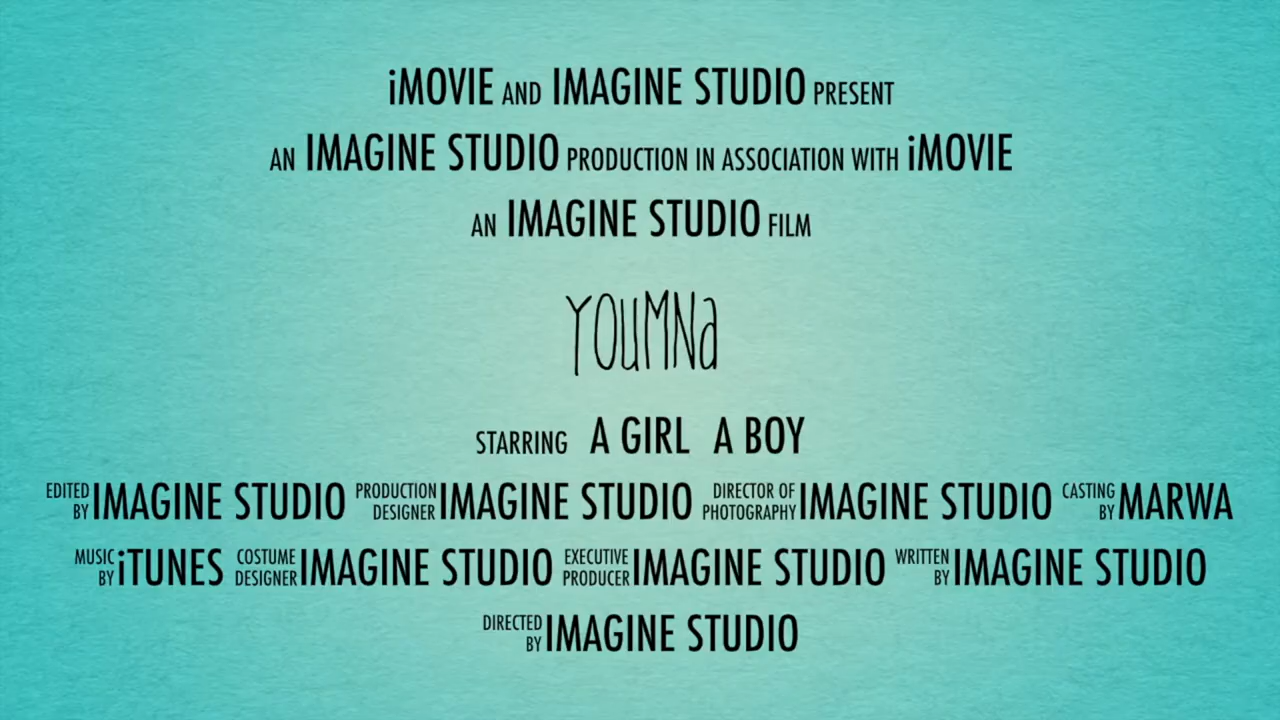 iMOVIE AND IMAGINE STUDIO PRESENT
AN IMAGINE STUDIO PRODUCTION IN ASSOCIATION WITH iMOVIE
AN IMAGINE STUDIO FILM
YOUMNa
STARRING A GIRL A BOY
EDITED BY IMAGINE STUDIO PRODUCTION DESIGNER IMAGINE STUDIO DIRECTOR OF PHOTOGRAPHY IMAGINE STUDIO CASTING BY MARWA
MUSIC BY iTUNES COSTUME DESIGNER IMAGINE STUDIO EXECUTIVE PRODUCER IMAGINE STUDIO WRITTEN BY IMAGINE STUDIO
DIRECTED BY IMAGINE STUDIO